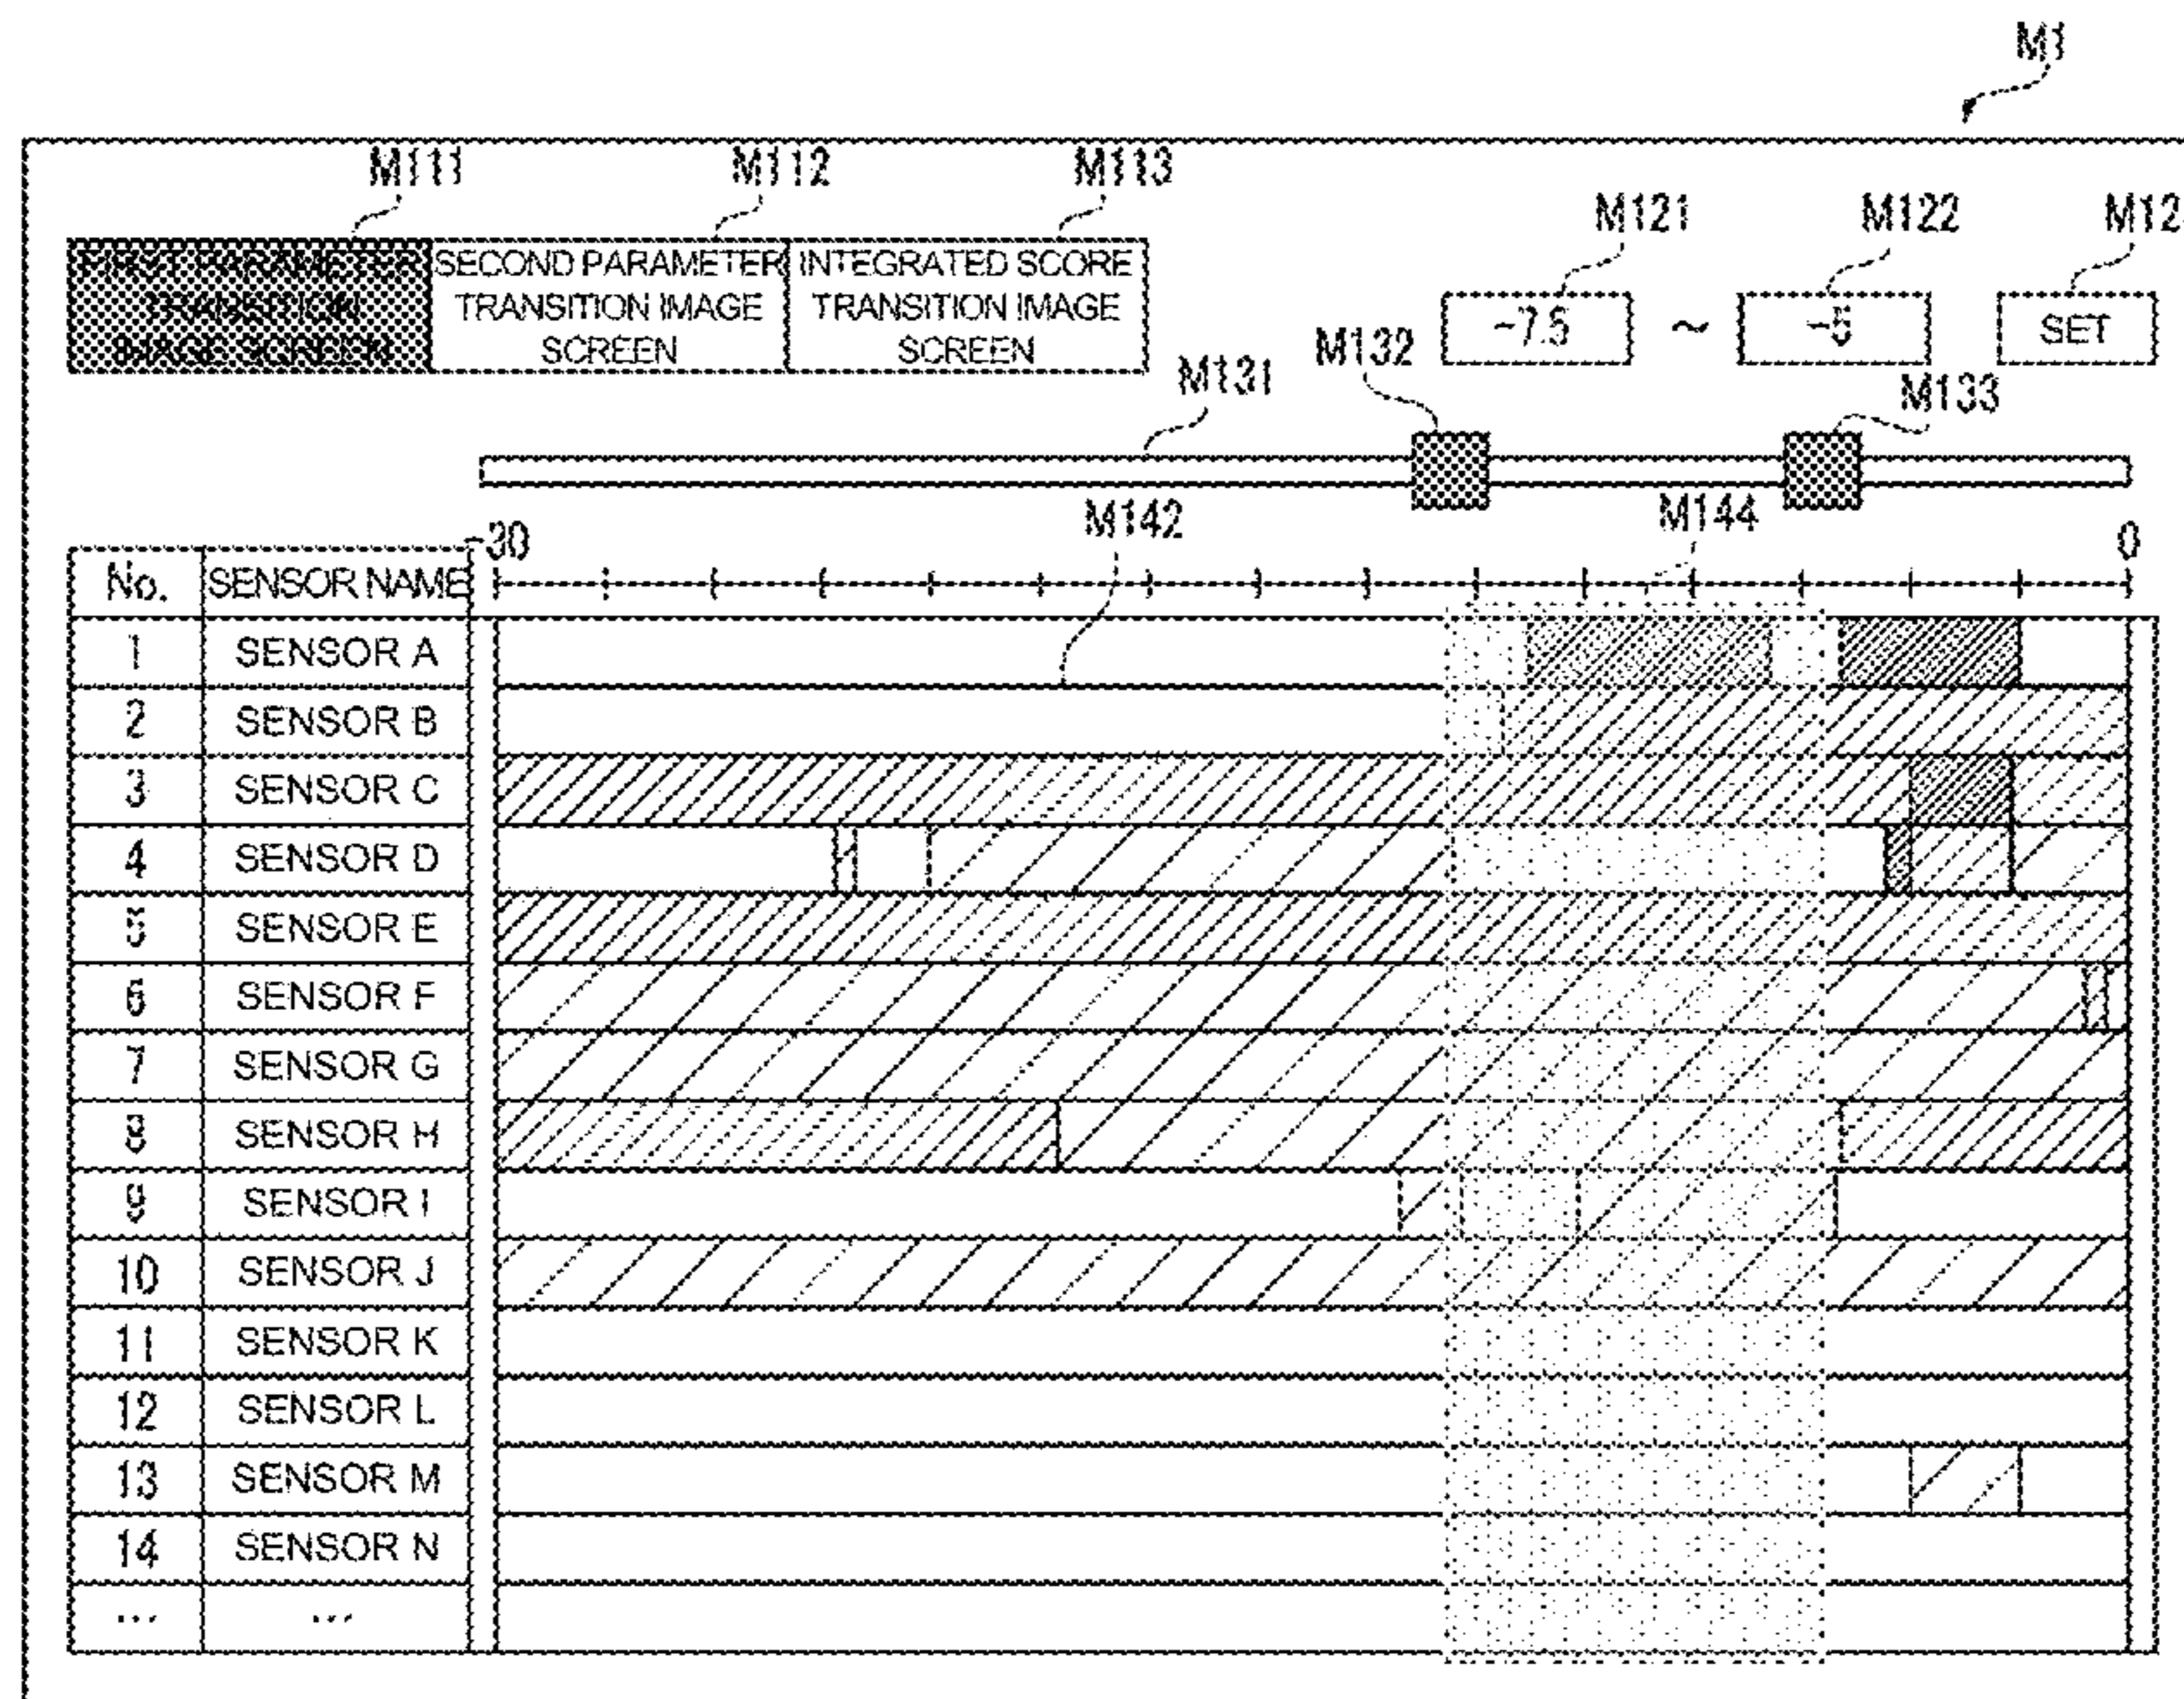 M1
M111 M112 M113
M121 M122 M12
FIRST PARAMETER TRANSITION IMAGE SCREEN
SECOND PARAMETER TRANSITION IMAGE SCREEN
INTEGRATED SCORE TRANSITION IMAGE SCREEN
-7.5 ~ -5 SET
M131 M132 M133
M142 M144
-30 0
No. SENSOR NAME
1 SENSOR A
2 SENSOR B
3 SENSOR C
4 SENSOR D
5 SENSOR E
6 SENSOR F
7 SENSOR G
8 SENSOR H
9 SENSOR I
10 SENSOR J
11 SENSOR K
12 SENSOR L
13 SENSOR M
14 SENSOR N
... ...